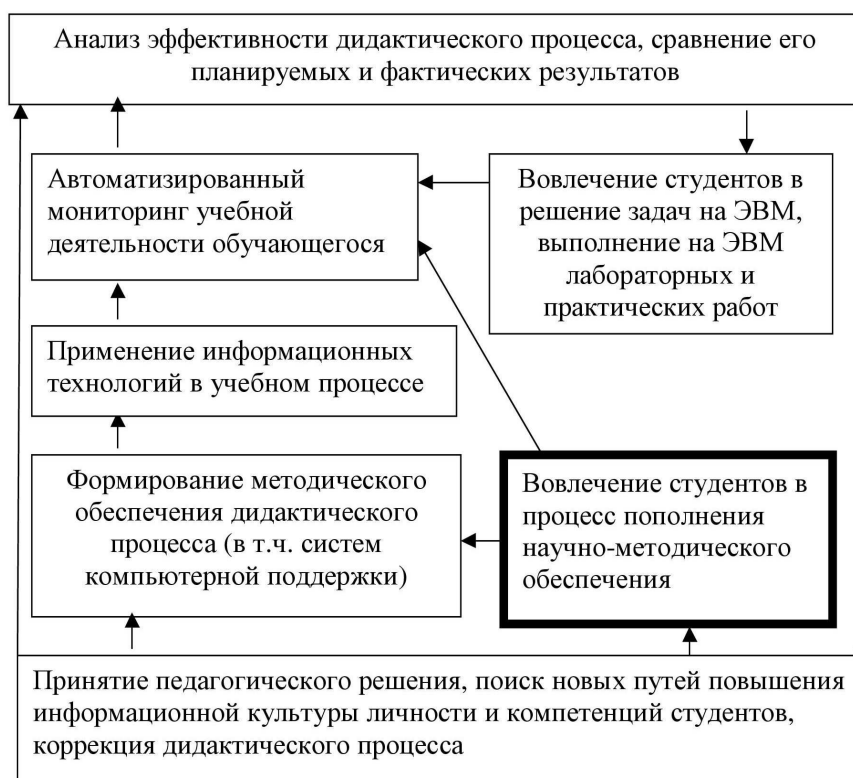 Анализ эффективности дидактического процесса, сравнение его
планируемых и фактических результатов
Автоматизированный
мониторинг учебной
деятельности обучающегося
Вовлечение студентов в
решение задач на ЭВМ,
выполнение на ЭВМ
лабораторных и
практических работ
Применение информационных
технологий в учебном процессе
Формирование методического
обеспечения дидактического
процесса (в т.ч. систем
компьютерной поддержки)
Вовлечение студентов в
процесс пополнения
научно-методического
обеспечения
Принятие педагогического решения, поиск новых путей повышения
информационной культуры личности и компетенций студентов,
коррекция дидактического процесса